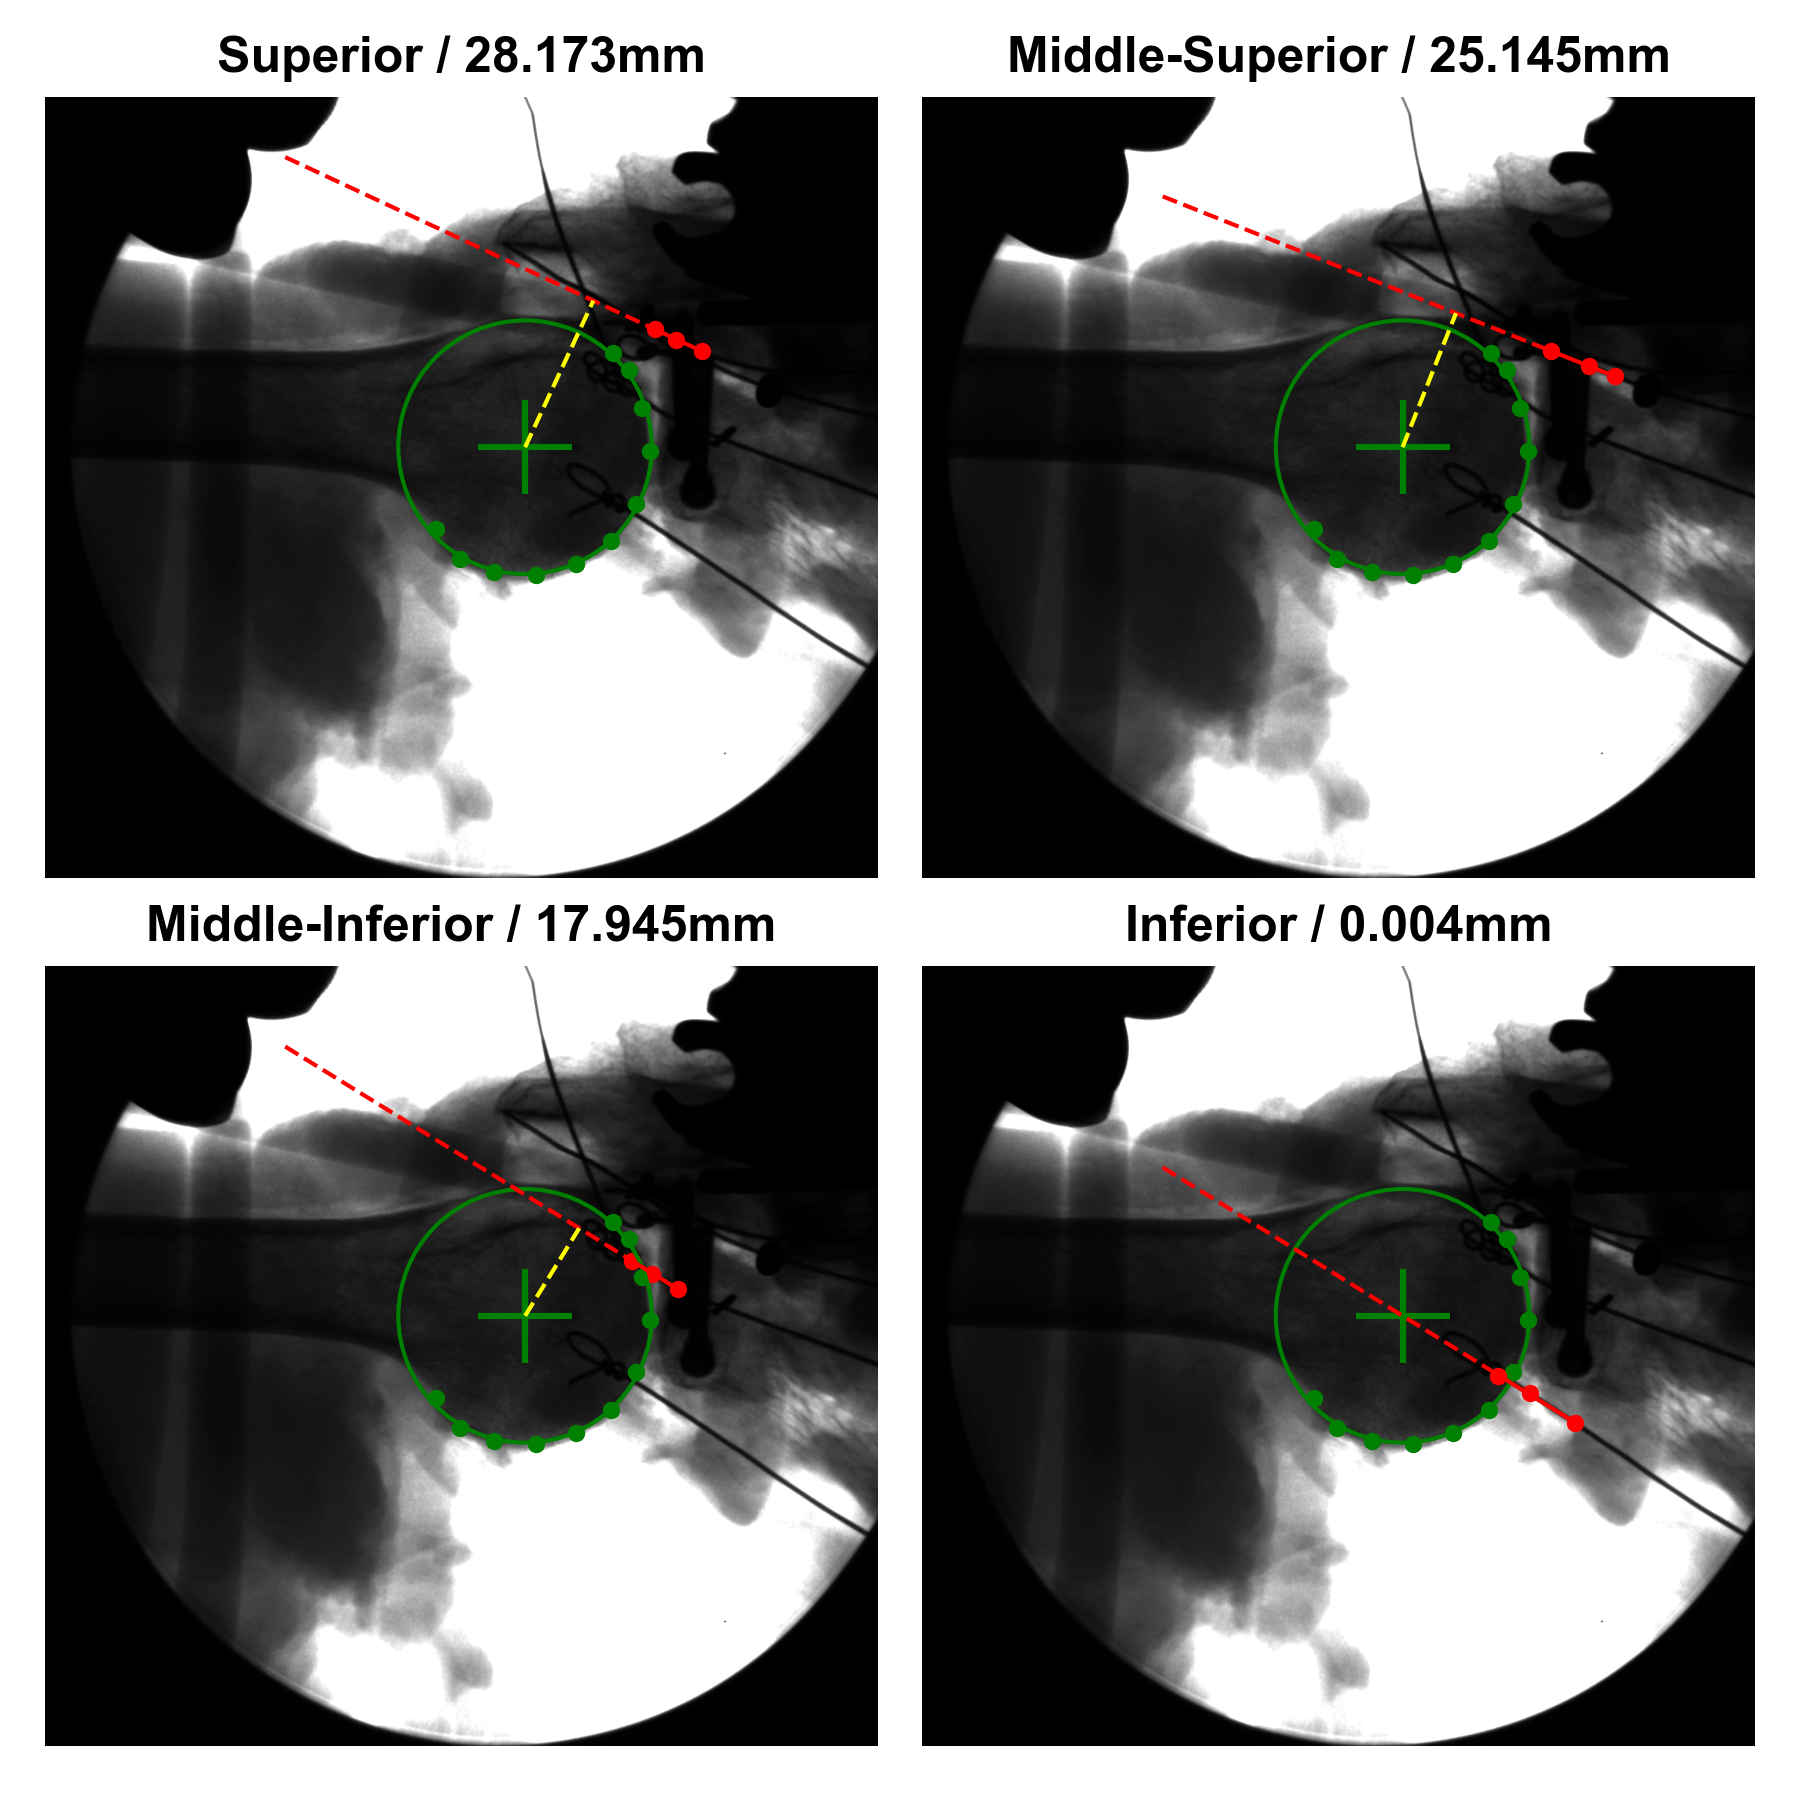 Superior / 28.173mm
Middle-Superior / 25.145mm
Middle-Inferior / 17.945mm
Inferior / 0.004mm